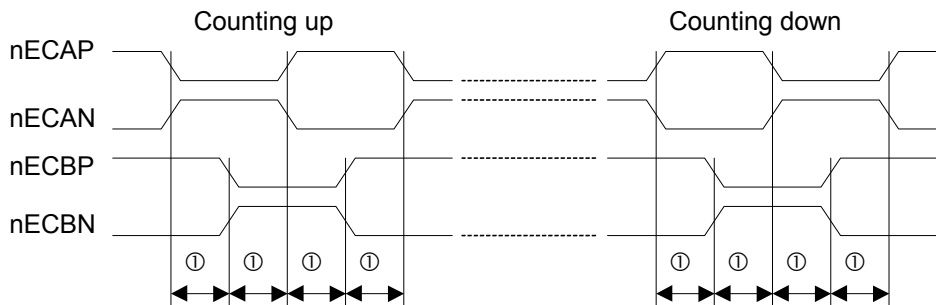 Counting up
Counting down
nECAP
nECAN
nECBP
nECBN
① ① ① ① ① ① ① ①